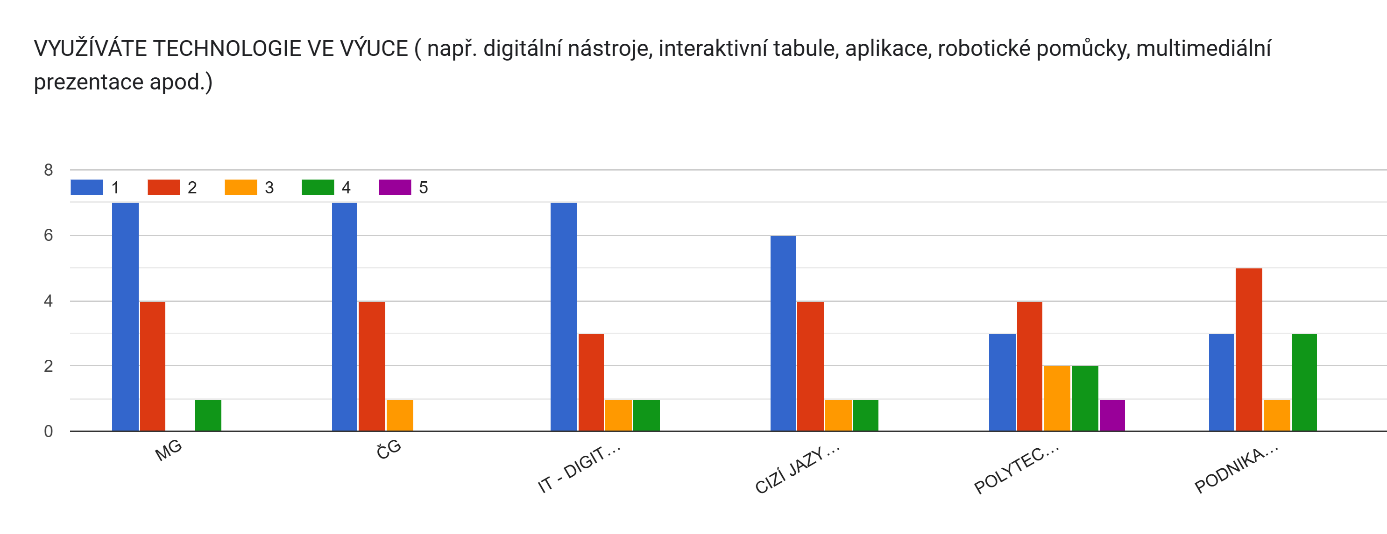 VYUŽÍVÁTE TECHNOLOGIE VE VÝUCE ( např. digitální nástroje, interaktivní tabule, aplikace, robotické pomůcky, multimediální
prezentace apod.)
8
1 2 3 4 5
6
4
2
0
MG ČG IT - DIGIT… CIZÍ JAZY… POLYTEC… PODNIKA…